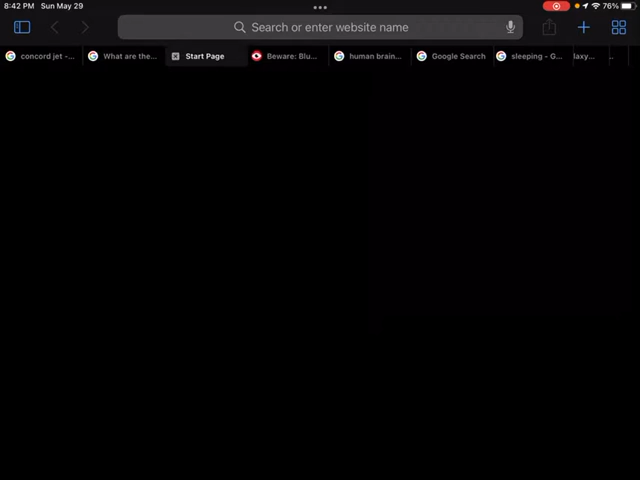 8:42 PM Sun May 29 76%
Search or enter website name
concord jet -... What are the... Start Page Beware: Blu... human brain... Google Search sleeping - G... laxy... ..